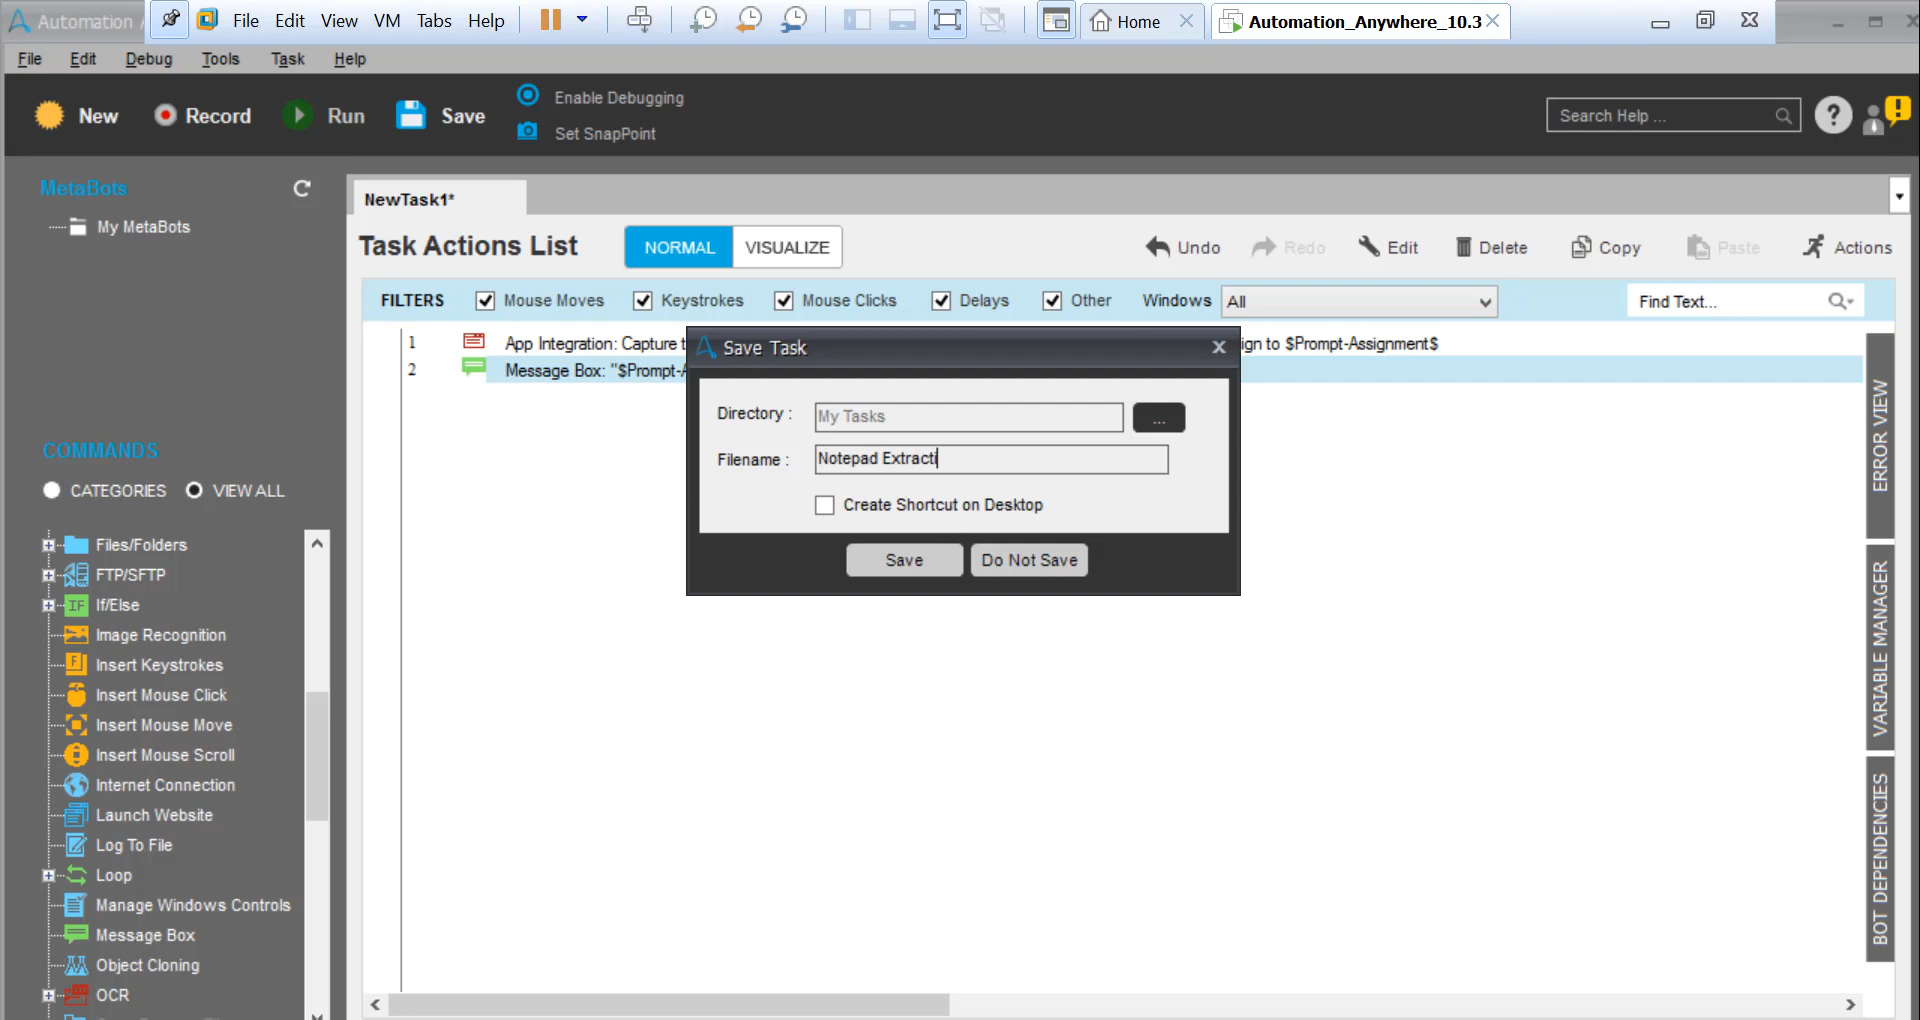 Automation A
File Edit View VM Tabs Help
Home
Automation_Anywhere_10.3
File Edit Debug Tools Task Help
New Record Run Save
Enable Debugging
Set SnapPoint
Search Help ...
MetaBots
My MetaBots
NewTask1*
Task Actions List
NORMAL VISUALIZE
Undo Redo Edit Delete Copy Paste Actions
FILTERS Mouse Moves Keystrokes Mouse Clicks Delays Other Windows All
Find Text...
1 App Integration: Capture t ign to $Prompt-Assignment$
2 Message Box: "$Prompt-A
Save Task
Directory : My Tasks ...
Filename : Notepad Extracti
Create Shortcut on Desktop
Save Do Not Save
COMMANDS
CATEGORIES VIEW ALL
Files/Folders
FTP/SFTP
IF If/Else
Image Recognition
Insert Keystrokes
Insert Mouse Click
Insert Mouse Move
Insert Mouse Scroll
Internet Connection
Launch Website
Log To File
Loop
Manage Windows Controls
Message Box
Object Cloning
OCR
ERROR VIEW
VARIABLE MANAGER
BOT DEPENDENCIES